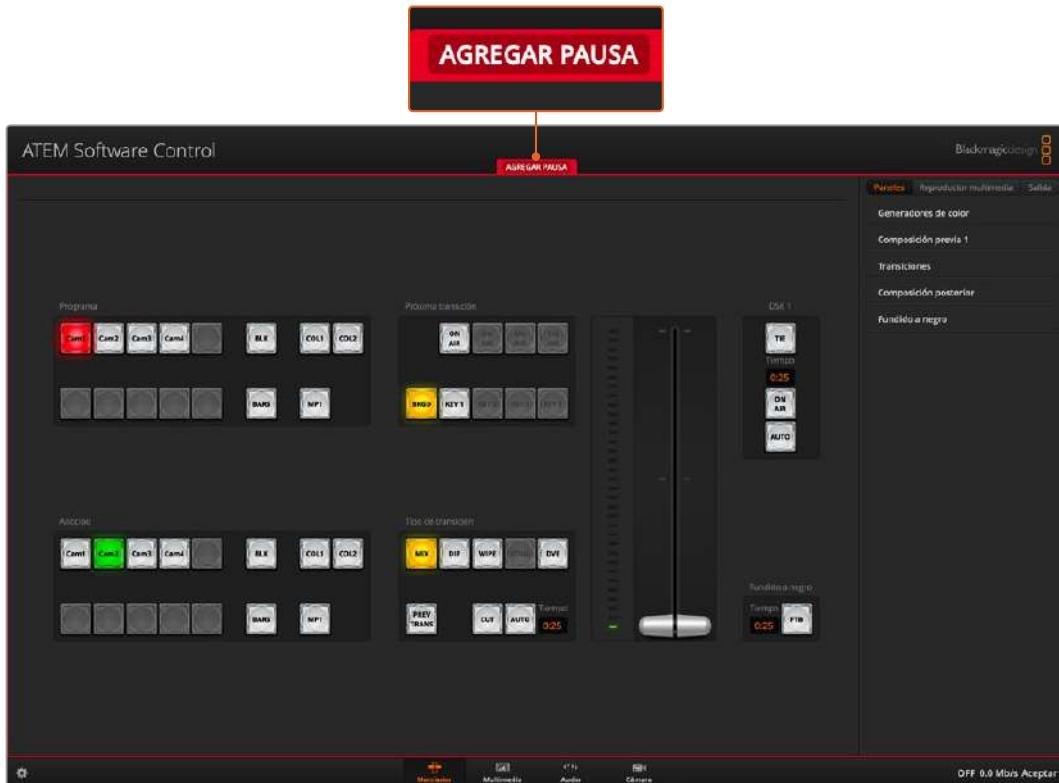 AGREGAR PAUSA
ATEM Software Control
AGREGAR PAUSA
Blackmagicdesign
Paneles Reproductor multimedia Salida
Generadores de color
Composición previa 1
Transiciones
Composición posterior
Fundido a negro
Programa
Cam1 Cam2 Cam3 Cam4 BLK COL1 COL2
BARS MP1
Próxima transición
ON AIR
BKGD KEY 1
DSK 1
TIE
Tiempo
0:25
ON AIR
AUTO
Anticipo
Cam1 Cam2 Cam3 Cam4 BLK COL1 COL2
BARS MP1
Tipo de transición
MIX DIP WIPE DVE
PREV TRANS CUT AUTO
Tiempo
0:25
Fundido a negro
Tiempo
0:25 FTB
Mezclador Multimedia Audio Cámara
OFF 0.0 Mb/s Aceptar